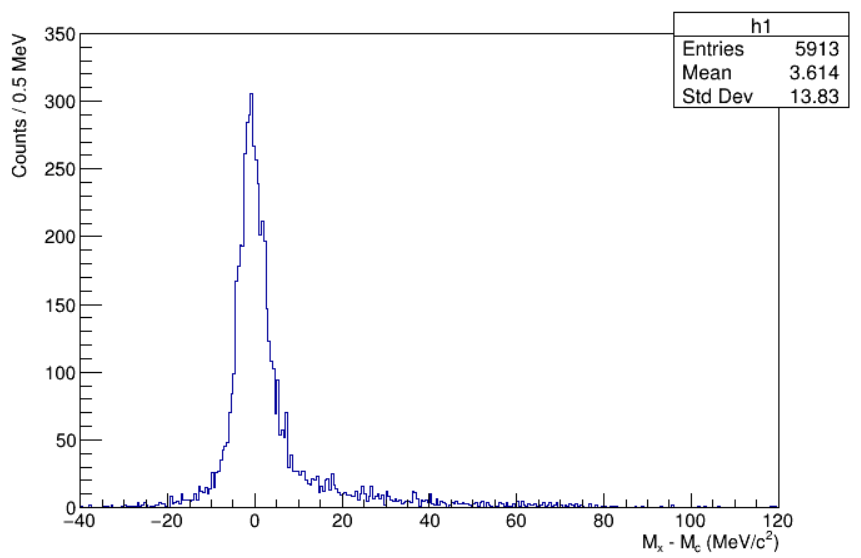 h1
Entries 5913
Mean 3.614
Std Dev 13.83
Counts / 0.5 MeV
350
300
250
200
150
100
50
0
−40 −20 0 20 40 60 80 100 120
Mₓ - M_c (MeV/c²)